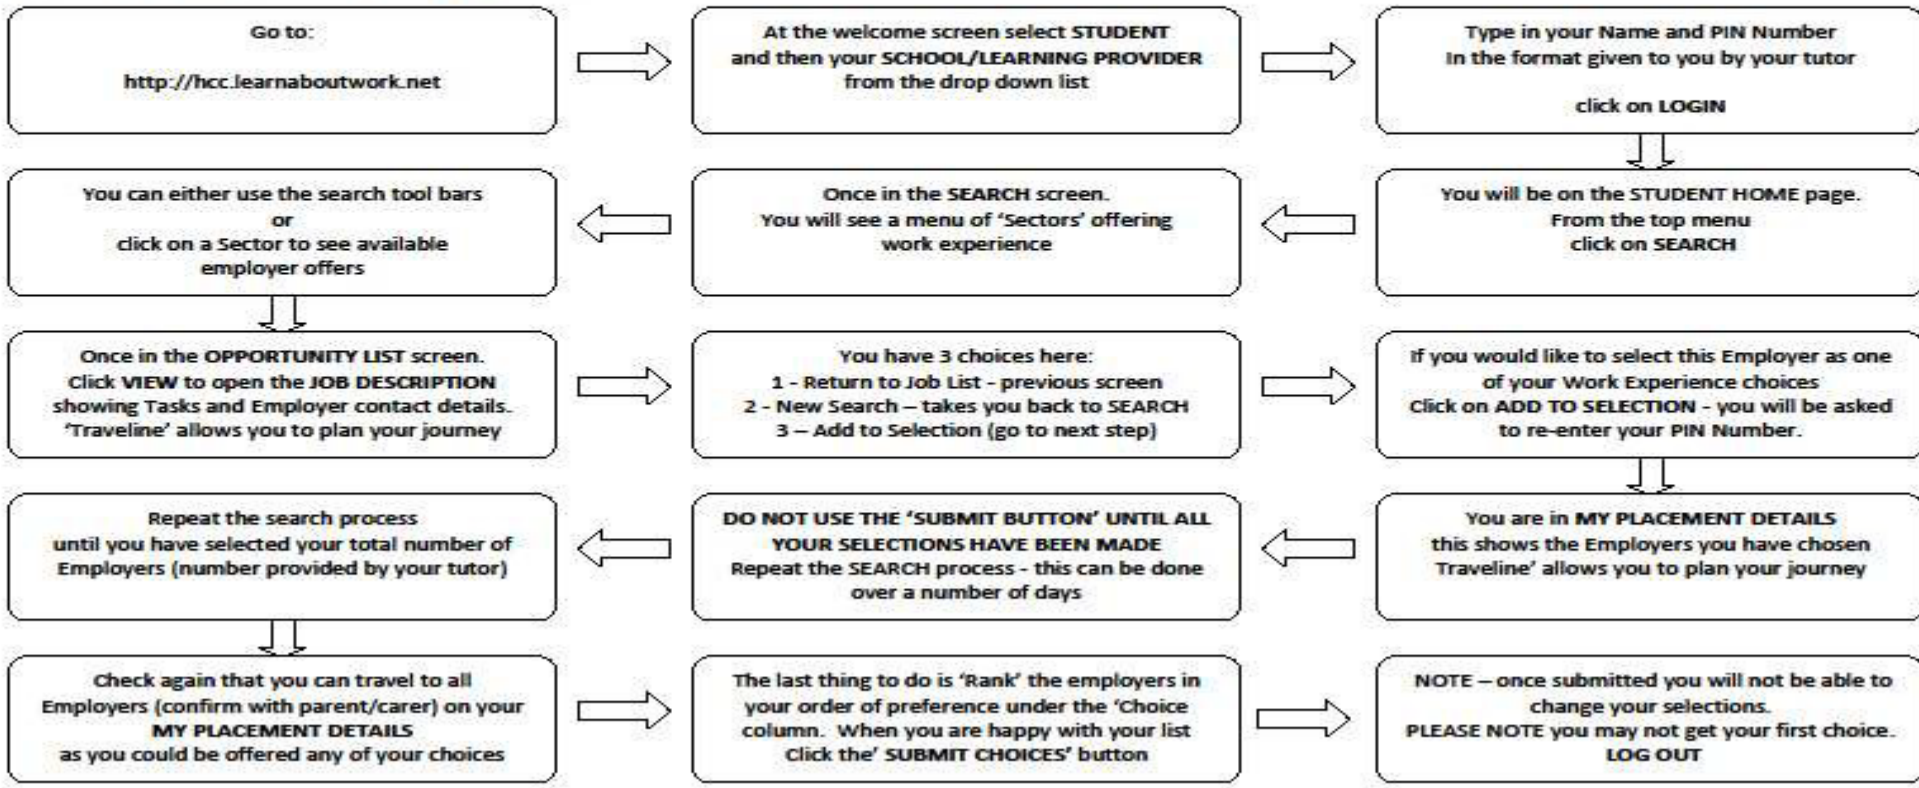 Go to:
http://hcc.learnaboutwork.net
At the welcome screen select STUDENT
and then your SCHOOL/LEARNING PROVIDER
from the drop down list
Type in your Name and PIN Number
In the format given to you by your tutor
click on LOGIN
You will be on the STUDENT HOME page.
From the top menu
click on SEARCH
Once in the SEARCH screen.
You will see a menu of ‘Sectors’ offering
work experience
You can either use the search tool bars
or
click on a Sector to see available
employer offers
Once in the OPPORTUNITY LIST screen.
Click VIEW to open the JOB DESCRIPTION
showing Tasks and Employer contact details.
‘Traveline’ allows you to plan your journey
You have 3 choices here:
1 - Return to Job List - previous screen
2 - New Search – takes you back to SEARCH
3 – Add to Selection (go to next step)
If you would like to select this Employer as one
of your Work Experience choices
Click on ADD TO SELECTION - you will be asked
to re-enter your PIN Number.
You are in MY PLACEMENT DETAILS
this shows the Employers you have chosen
Traveline’ allows you to plan your journey
DO NOT USE THE ‘SUBMIT BUTTON’ UNTIL ALL
YOUR SELECTIONS HAVE BEEN MADE
Repeat the SEARCH process - this can be done
over a number of days
Repeat the search process
until you have selected your total number of
Employers (number provided by your tutor)
Check again that you can travel to all
Employers (confirm with parent/carer) on your
MY PLACEMENT DETAILS
as you could be offered any of your choices
The last thing to do is ‘Rank’ the employers in
your order of preference under the ‘Choice
column. When you are happy with your list
Click the’ SUBMIT CHOICES’ button
NOTE – once submitted you will not be able to
change your selections.
PLEASE NOTE you may not get your first choice.
LOG OUT